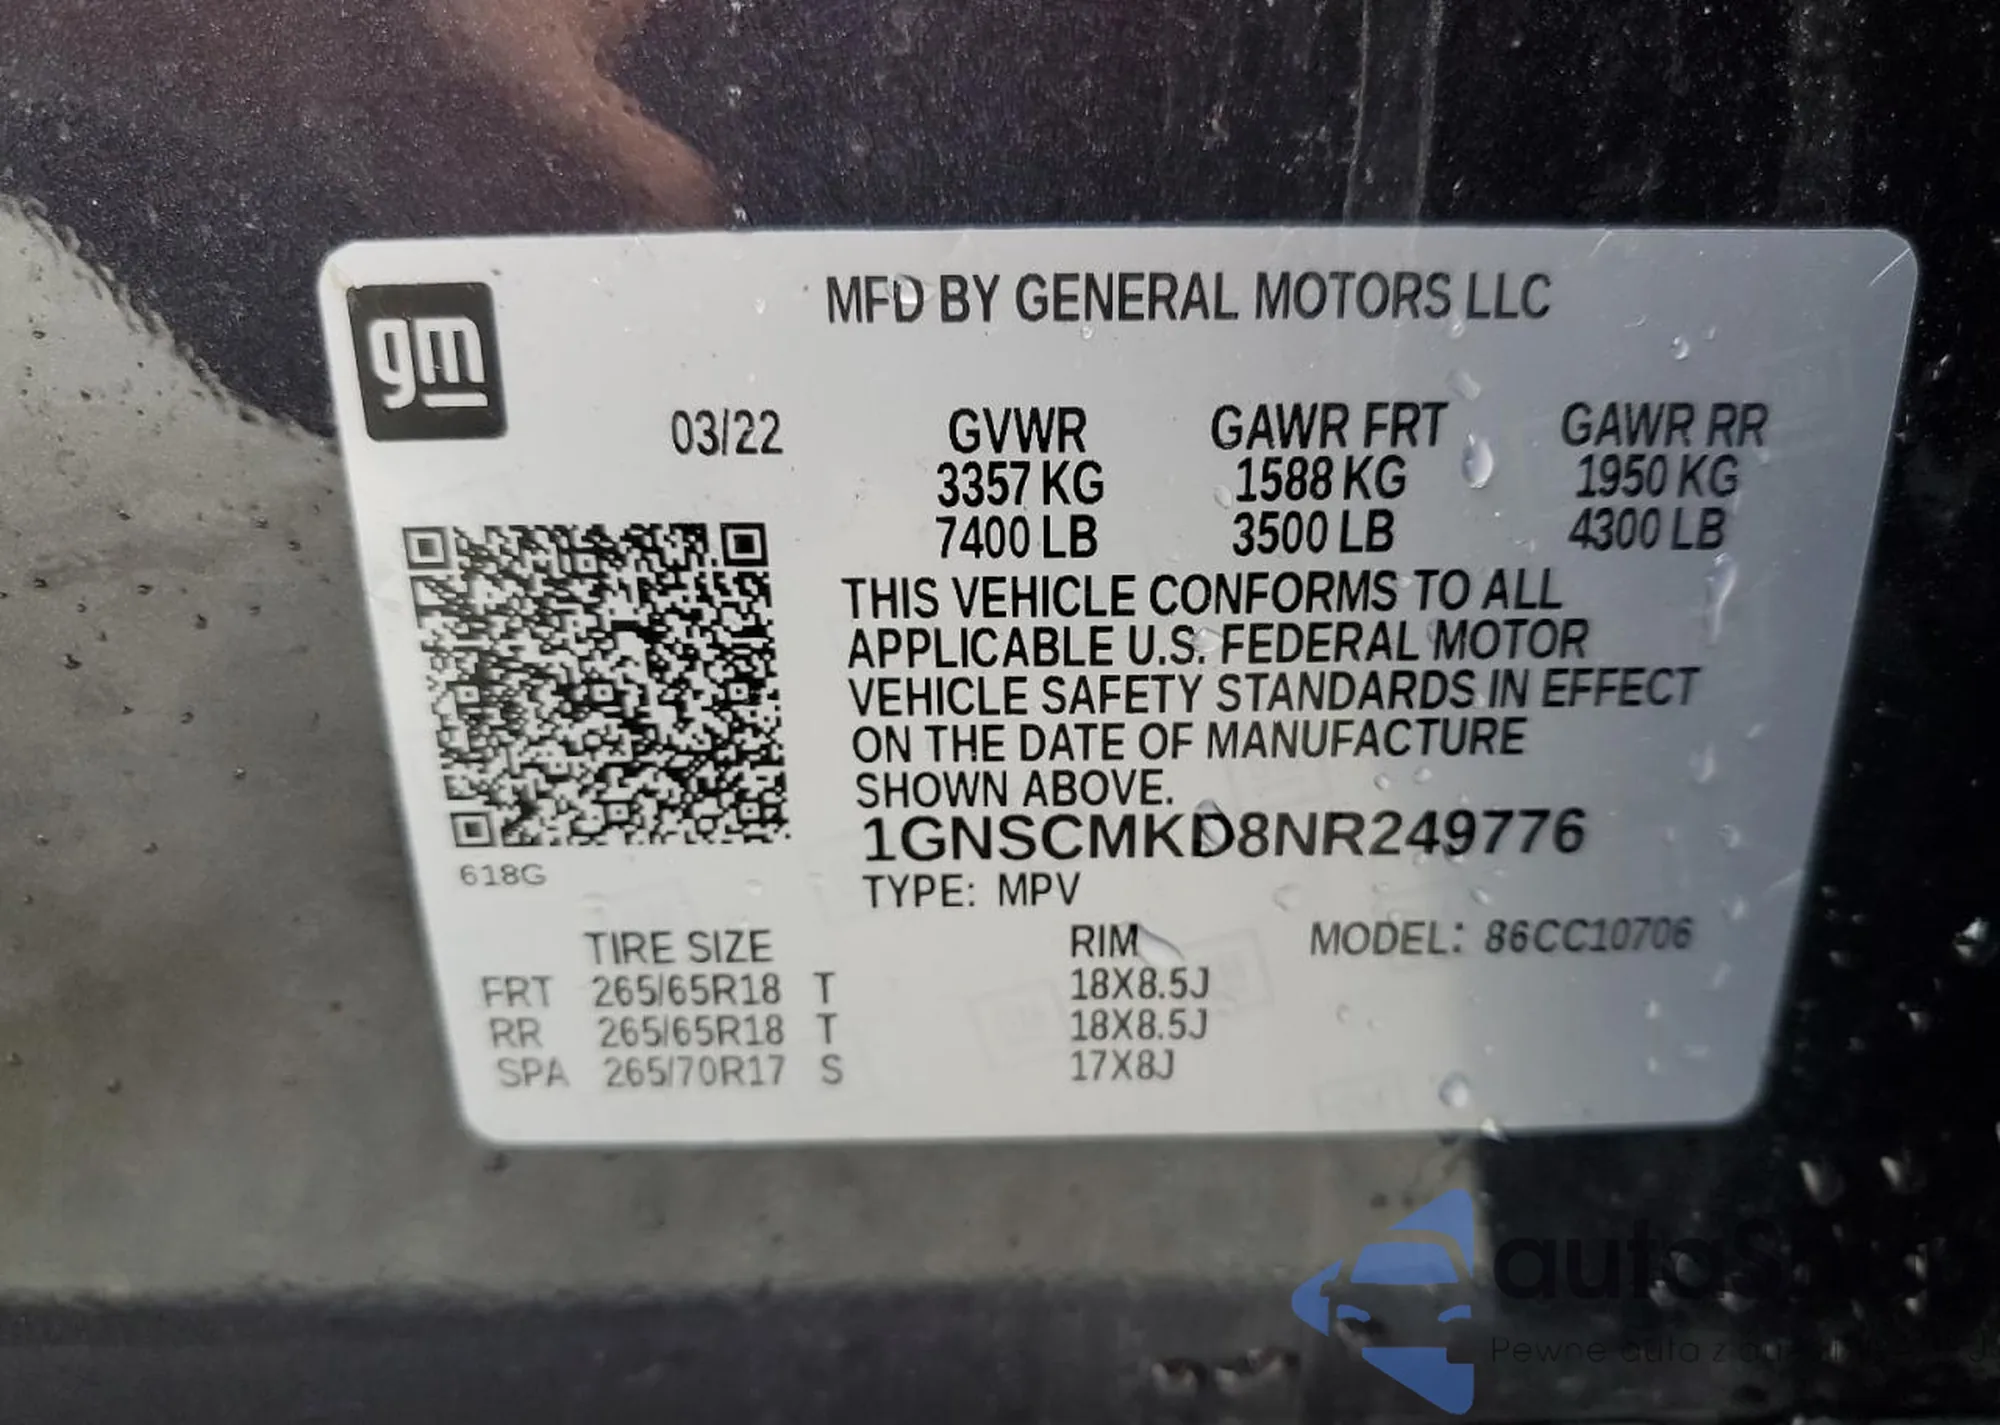 gm
MFD BY GENERAL MOTORS LLC
03/22 GVWR GAWR FRT GAWR RR
3357 KG 1588 KG 1950 KG
7400 LB 3500 LB 4300 LB
THIS VEHICLE CONFORMS TO ALL
APPLICABLE U.S. FEDERAL MOTOR
VEHICLE SAFETY STANDARDS IN EFFECT
ON THE DATE OF MANUFACTURE
SHOWN ABOVE.
1GNSCMKD8NR249776
618G
TYPE: MPV
TIRE SIZE RIM MODEL: 86CC10706
FRT 265/65R18 T 18X8.5J
RR 265/65R18 T 18X8.5J
SPA 265/70R17 S 17X8J
Pewne auta z